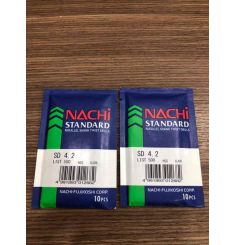 NACHi
STANDARD
PARALLEL SHANK TWIST DRILLS
SD 4.2
LIST 500
10PCS
NACHI-FUJIKOSHI CORP.
NACHi
STANDARD
PARALLEL SHANK TWIST DRILLS
SD 4.2
LIST 500
NACHI-FUJIKOSHI CORP.
10PCS